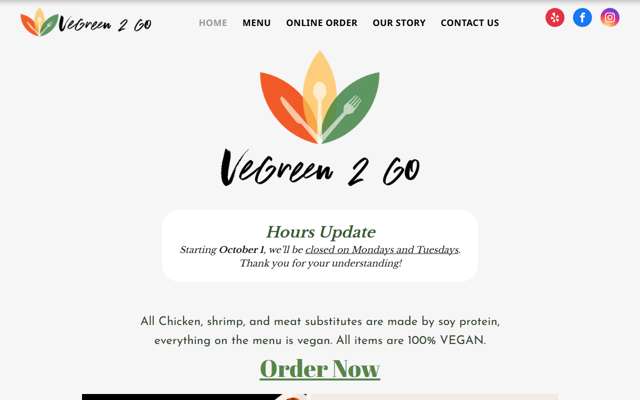 VeGreen 2 Go
HOME
MENU
ONLINE ORDER
OUR STORY
CONTACT US
VeGreen 2 Go
Hours Update
Starting October 1, we'll be closed on Mondays and Tuesdays.
Thank you for your understanding!
All Chicken, shrimp, and meat substitutes are made by soy protein,
everything on the menu is vegan. All items are 100% VEGAN.
Order Now